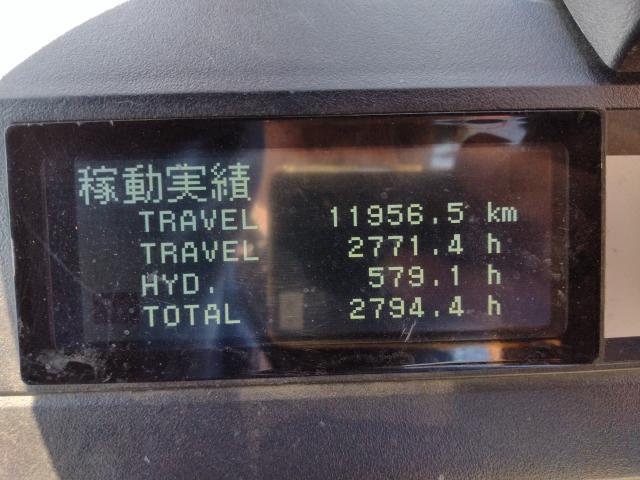 稼動実績
TRAVEL 11956.5 km
TRAVEL 2771.4 h
HYD. 579.1 h
TOTAL 2794.4 h